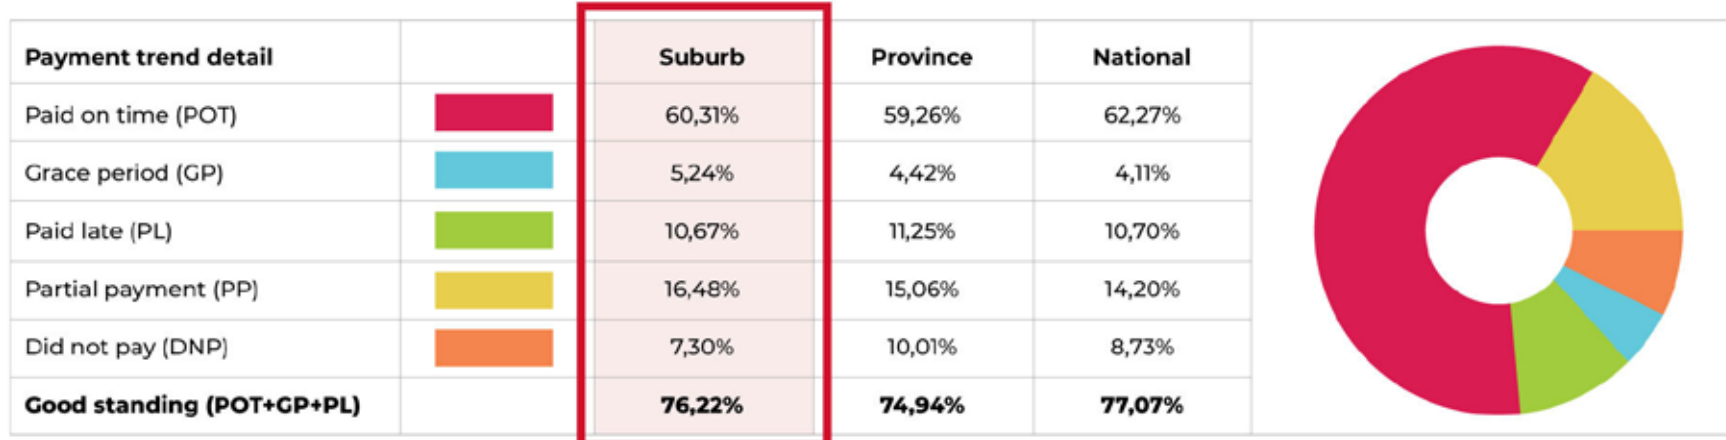 Payment trend detail Suburb Province National
Paid on time (POT) 60,31% 59,26% 62,27%
Grace period (GP) 5,24% 4,42% 4,11%
Paid late (PL) 10,67% 11,25% 10,70%
Partial payment (PP) 16,48% 15,06% 14,20%
Did not pay (DNP) 7,30% 10,01% 8,73%
Good standing (POT+GP+PL) 76,22% 74,94% 77,07%